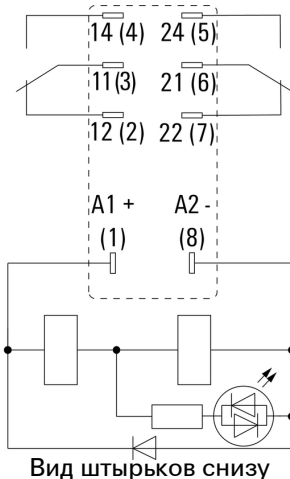 14 (4) 24 (5)
11(3) 21 (6)
12 (2) 22 (7)
A1 + A2 -
(1) (8)
Вид штырьков снизу